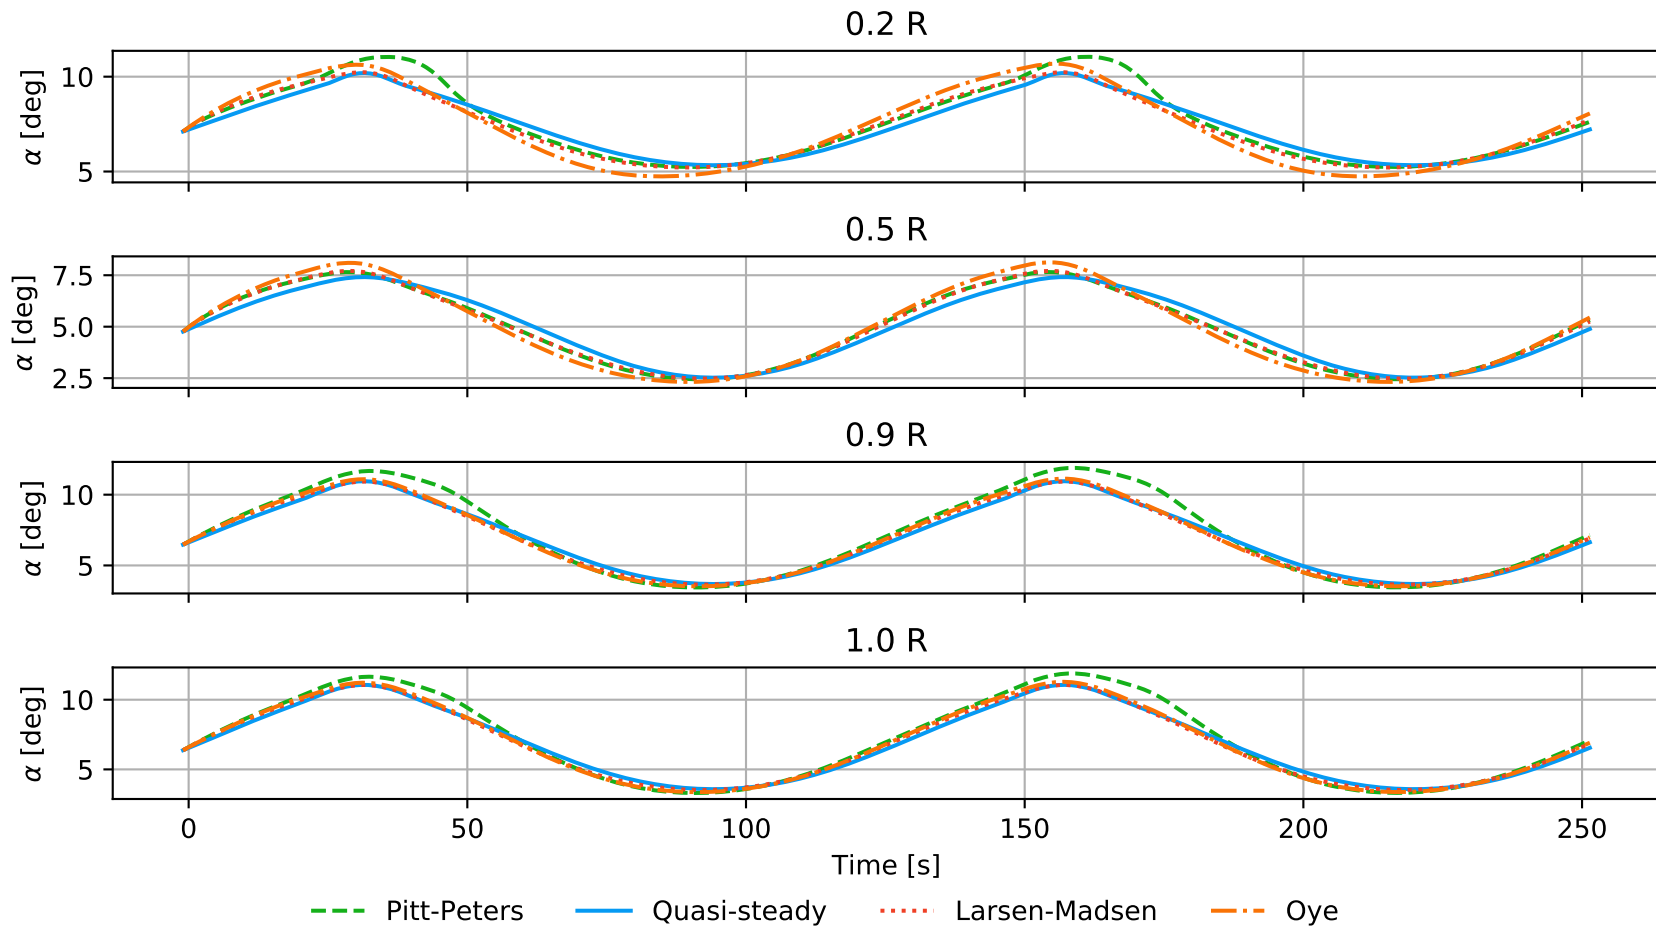 0.2 R
10
5
α [deg]
0.5 R
7.5
5.0
2.5
α [deg]
0.9 R
10
5
α [deg]
1.0 R
10
5
α [deg]
0 50 100 150 200 250
Time [s]
Pitt-Peters Quasi-steady Larsen-Madsen Oye